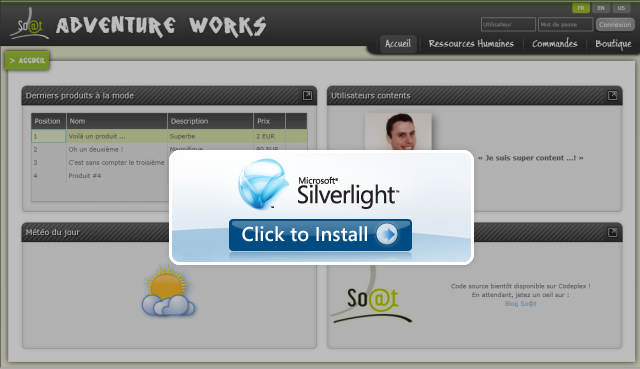 So@t ADVENTURE WORKS
FR EN US
Utilisateur Mot de passe Connexion
Accueil Ressources Humaines Commandes Boutique
> ACCUEIL
Derniers produits à la mode
Position Nom Description Prix
1 Voilà un produit ... Superbe 2 EUR
2 Oh un deuxième ! Magnifique 80 EUR
3 C'est sans compter le troisième
4 Produit #4
Utilisateurs contents
« Je suis super content ...! »
Microsoft®
Silverlight™
Click to Install
Météo du jour
So@t
Code source bientôt disponible sur Codeplex !
En attendant, jetez un oeil sur :
Blog So@t